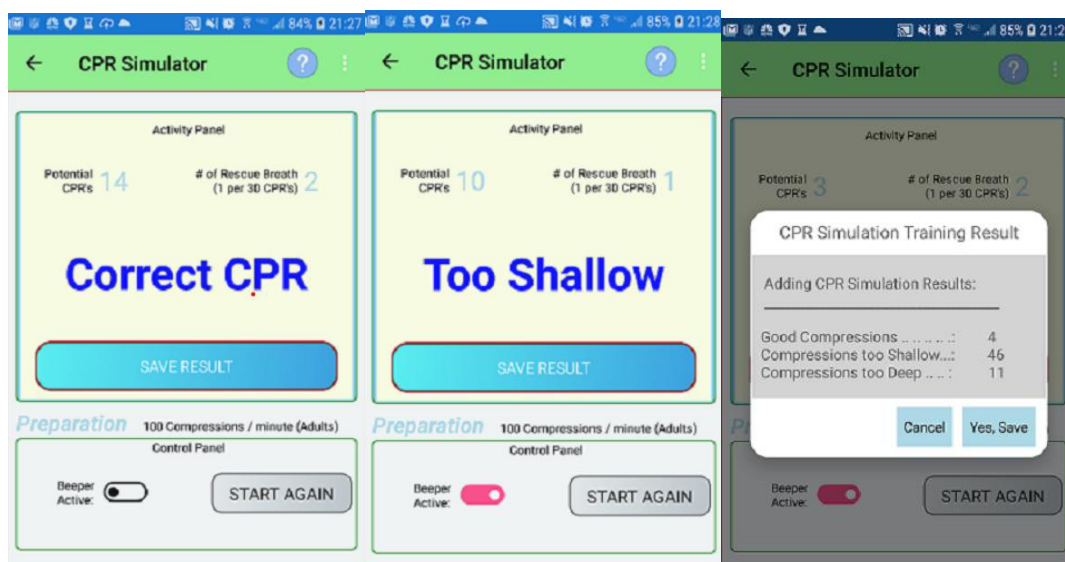 84% 21:27
CPR Simulator ?
Activity Panel
Potential CPR's 14
# of Rescue Breath (1 per 30 CPR's) 2
Correct CPR
SAVE RESULT
Preparation 100 Compressions / minute (Adults)
Control Panel
Beeper Active:
START AGAIN
85% 21:28
CPR Simulator ?
Activity Panel
Potential CPR's 10
# of Rescue Breath (1 per 30 CPR's) 1
Too Shallow
SAVE RESULT
Preparation 100 Compressions / minute (Adults)
Control Panel
Beeper Active:
START AGAIN
85% 21:2
CPR Simulator ?
Activity Panel
Potential CPR's 3
# of Rescue Breath (1 per 30 CPR's) 2
CPR Simulation Training Result
Adding CPR Simulation Results:
Good Compressions .. .. .. .. ..: 4
Compressions too Shallow...: 46
Compressions too Deep .. .. : 11
Cancel Yes, Save
Control Panel
Beeper Active:
START AGAIN